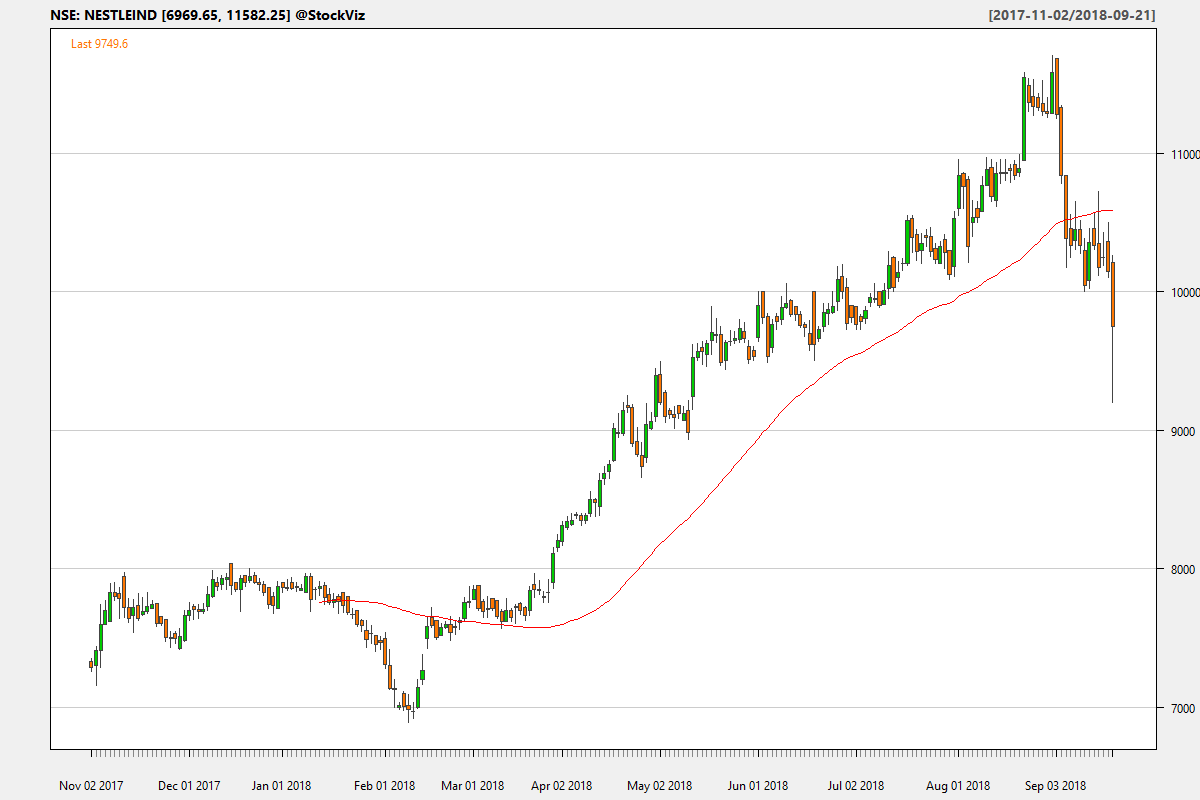 NSE: NESTLEIND [6969.65, 11582.25] @StockViz [2017-11-02/2018-09-21]
Last 9749.6
11000
10000
9000
8000
7000
Nov 02 2017 Dec 01 2017 Jan 01 2018 Feb 01 2018 Mar 01 2018 Apr 02 2018 May 02 2018 Jun 01 2018 Jul 02 2018 Aug 01 2018 Sep 03 2018